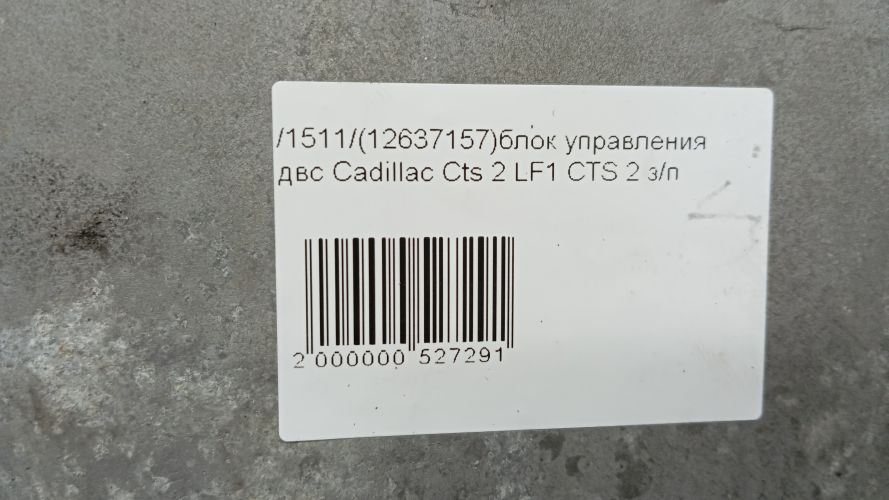 /1511/(12637157)блок управления
двс Cadillac Cts 2 LF1 CTS 2 з/п
2 000000 527291